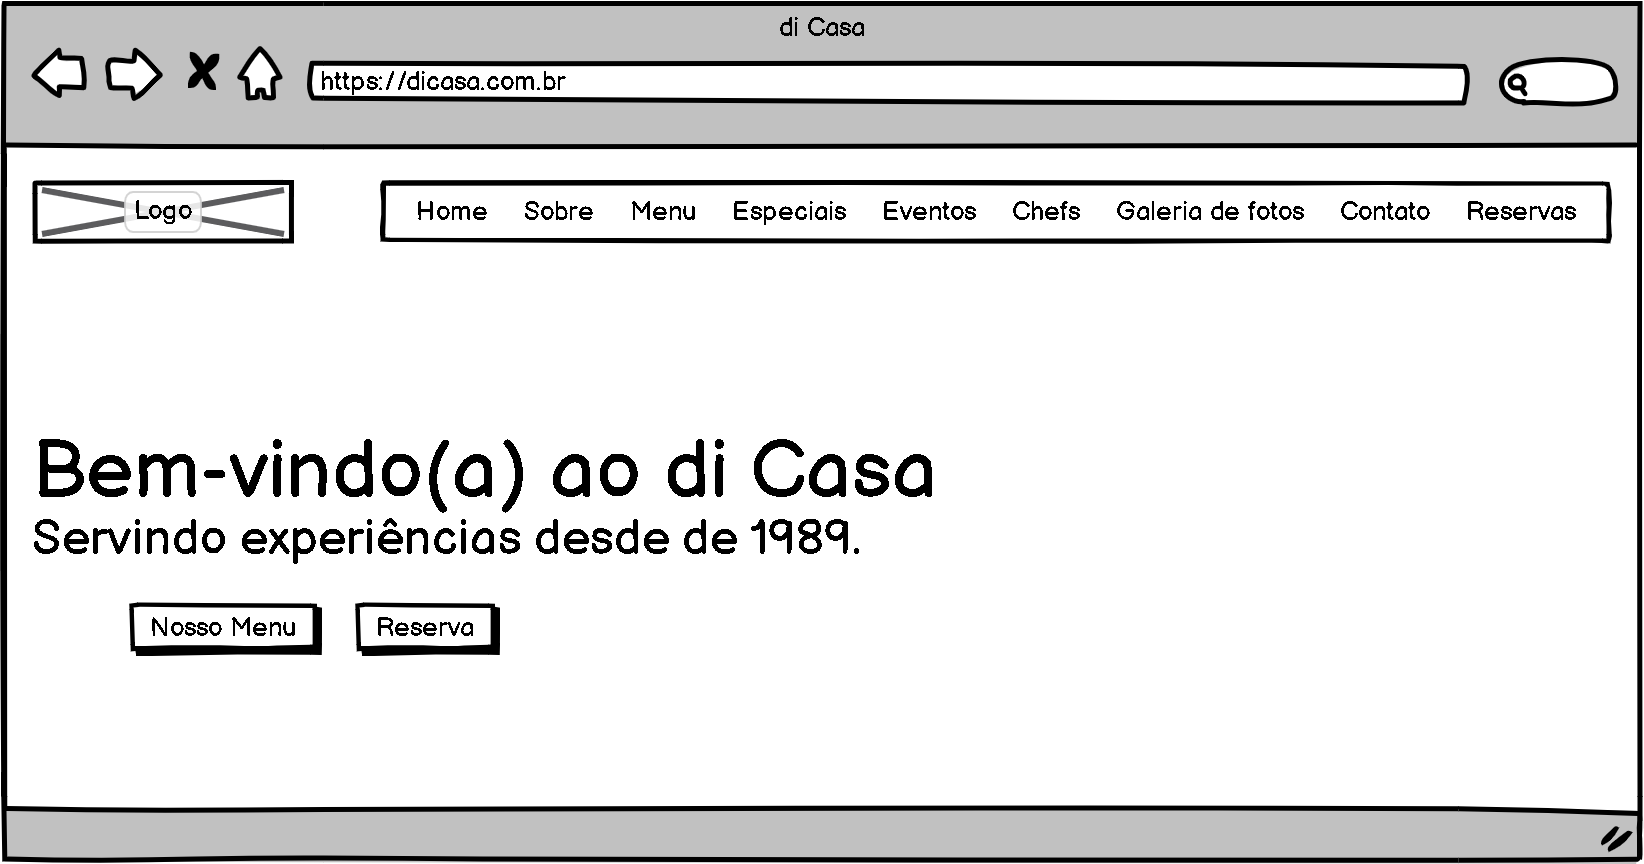 di Casa
https://dicasa.com.br
Logo
Home Sobre Menu Especiais Eventos Chefs Galeria de fotos Contato Reservas
Bem-vindo(a) ao di Casa
Servindo experiências desde de 1989.
Nosso Menu Reserva